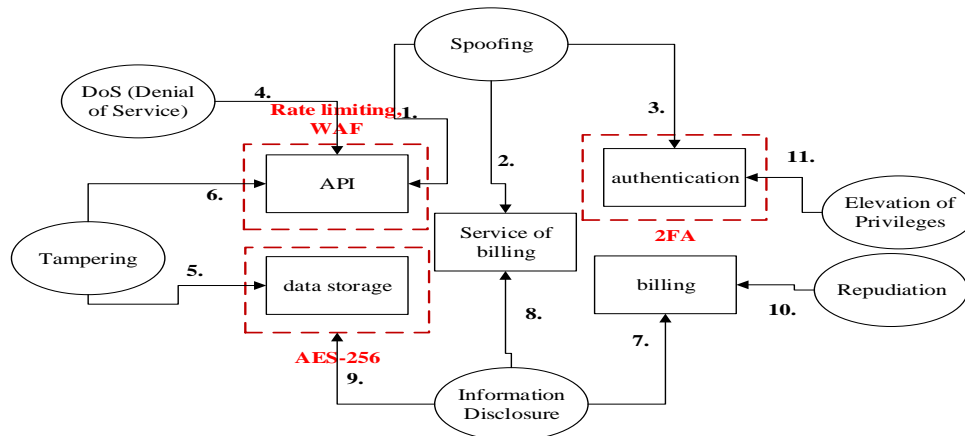 Spoofing
DoS (Denial
of Service)
4.
Rate limiting,
WAF
1.
3.
2.
API
6.
authentication
11.
Elevation of
Privileges
2FA
Service of
billing
Tampering
5.
data storage
billing
Repudiation
10.
8.
7.
AES-256
9.
Information
Disclosure